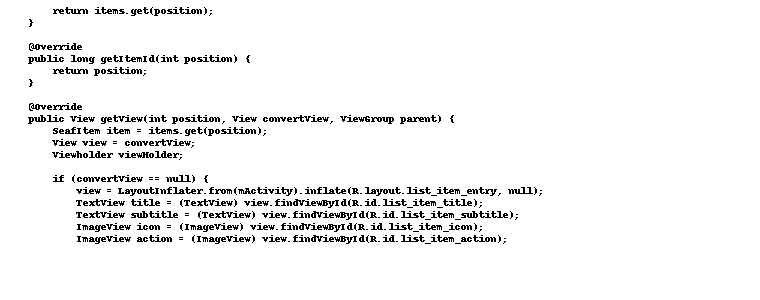 return items.get(position);
}
@Override
public long getItemId(int position) {
return position;
}
@Override
public View getView(int position, View convertView, ViewGroup parent) {
SeafItem item = items.get(position);
View view = convertView;
Viewholder viewHolder;
if (convertView == null) {
view = LayoutInflater.from(mActivity).inflate(R.layout.list_item_entry, null);
TextView title = (TextView) view.findViewById(R.id.list_item_title);
TextView subtitle = (TextView) view.findViewById(R.id.list_item_subtitle);
ImageView icon = (ImageView) view.findViewById(R.id.list_item_icon);
ImageView action = (ImageView) view.findViewById(R.id.list_item_action);